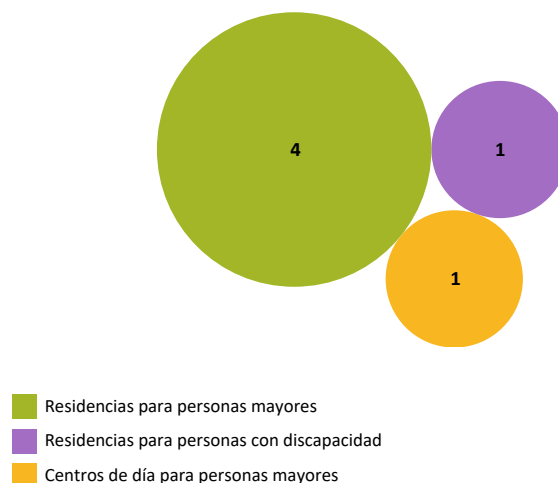 4
1
1
Residencias para personas mayores
Residencias para personas con discapacidad
Centros de día para personas mayores